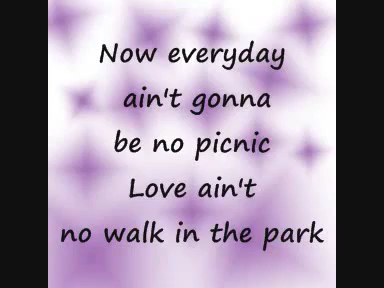 Now everyday
ain't gonna
be no picnic
Love ain't
no walk in the park